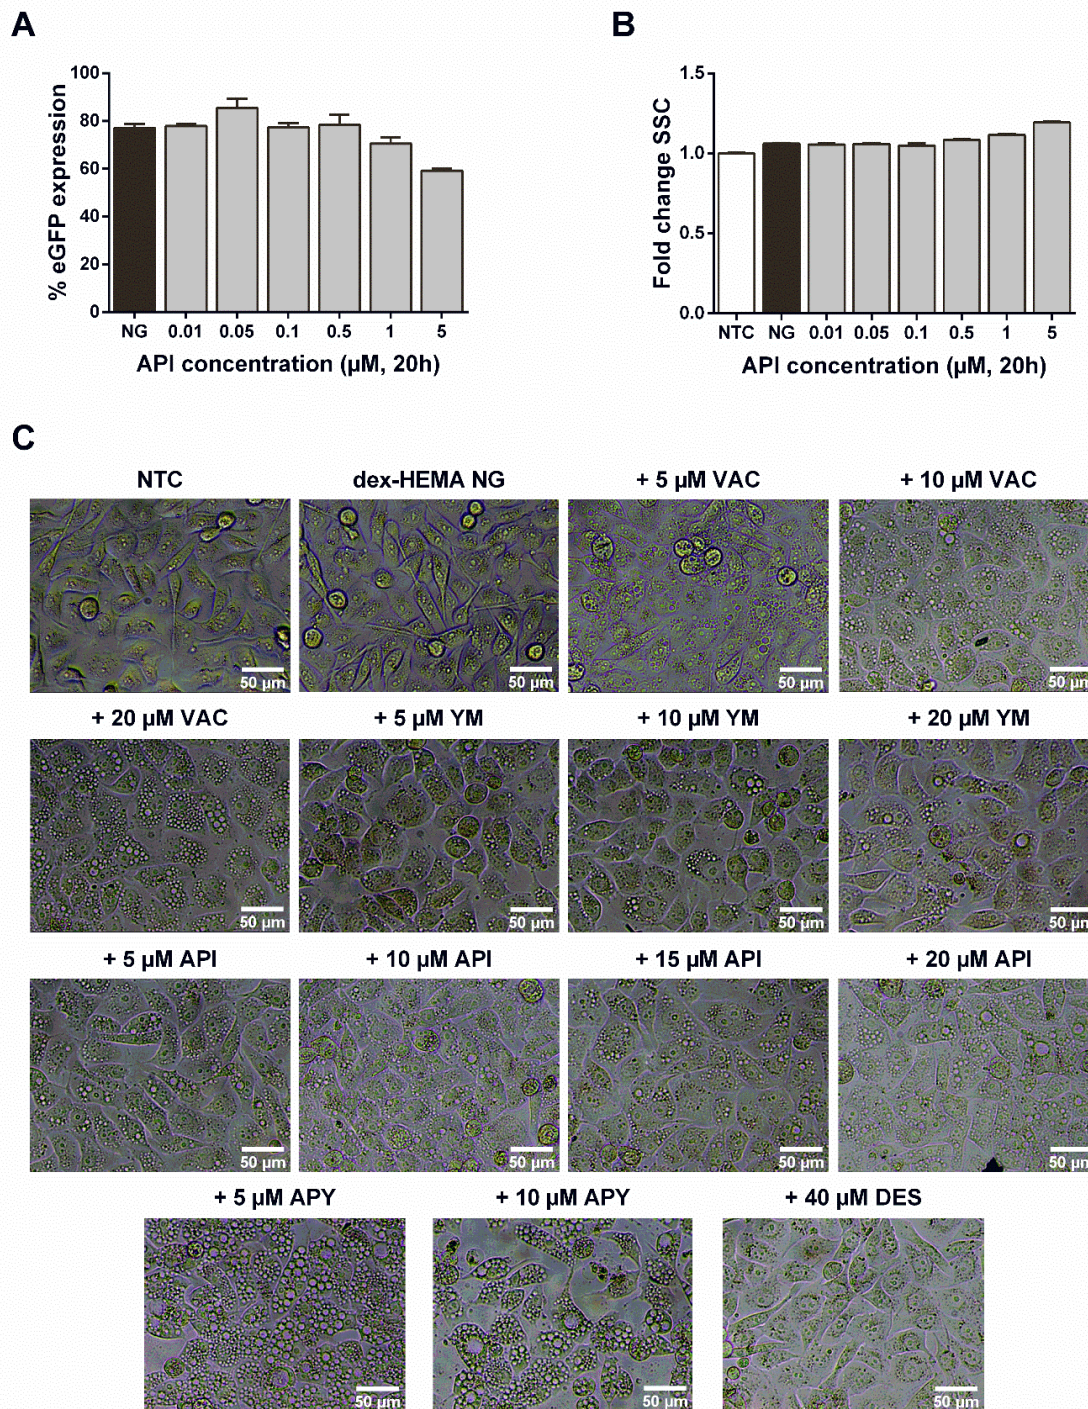 A
B
100
80
60
40
20
0
% eGFP expression
NG 0.01 0.05 0.1 0.5 1 5
API concentration (µM, 20h)
1.5
1.0
0.5
0.0
Fold change SSC
NTC NG 0.01 0.05 0.1 0.5 1 5
API concentration (µM, 20h)
C
NTC dex-HEMA NG + 5 µM VAC + 10 µM VAC
50 µm 50 µm 50 µm 50 µm
+ 20 µM VAC + 5 µM YM + 10 µM YM + 20 µM YM
50 µm 50 µm 50 µm 50 µm
+ 5 µM API + 10 µM API + 15 µM API + 20 µM API
50 µm 50 µm 50 µm 50 µm
+ 5 µM APY + 10 µM APY + 40 µM DES
50 µm 50 µm 50 µm